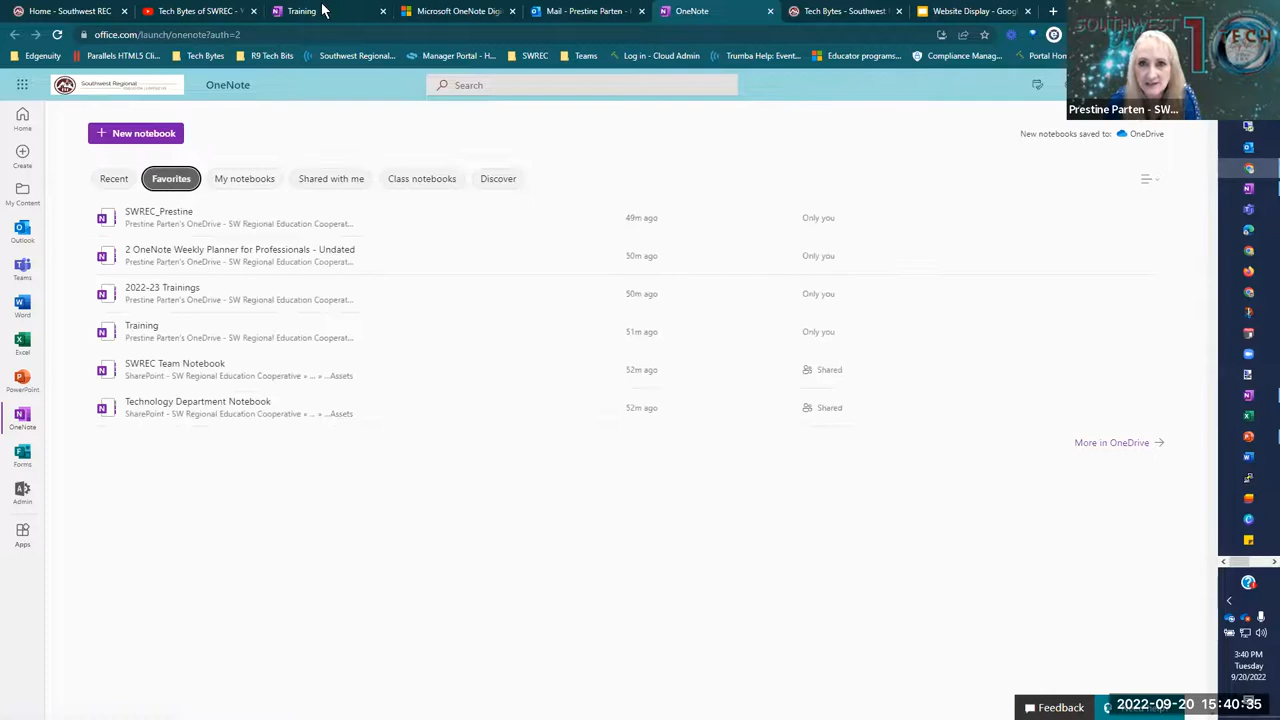 Home - Southwest REC
Tech Bytes of SWREC - Y
Training
Microsoft OneNote Digi
Mail - Prestine Parten -
OneNote
Tech Bytes - Southwest
Website Display - Goog
office.com/launch/onenote?auth=2
Edgenuity
Parallels HTML5 Cli...
Tech Bytes
R9 Tech Bits
Southwest Regional...
Manager Portal - H...
SWREC
Teams
Log in - Cloud Admin
Trumba Help: Event...
Educator programs...
Compliance Manag...
Portal Hom
SOUTHWEST
TECH
Prestine Parten - SW...
Southwest Regional
OneNote
Search
Home
Create
My Content
Outlook
Teams
Word
Excel
PowerPoint
OneNote
Forms
Admin
Apps
New notebook
New notebooks saved to: OneDrive
Recent
Favorites
My notebooks
Shared with me
Class notebooks
Discover
SWREC_Prestine
Prestine Parten's OneDrive - SW Regional Education Cooperat...
49m ago
Only you
2 OneNote Weekly Planner for Professionals - Undated
Prestine Parten's OneDrive - SW Regional Education Cooperat...
50m ago
Only you
2022-23 Trainings
Prestine Parten's OneDrive - SW Regional Education Cooperat...
50m ago
Only you
Training
Prestine Parten's OneDrive - SW Regional Education Cooperat...
51m ago
Only you
SWREC Team Notebook
SharePoint - SW Regional Education Cooperative » ... » ...Assets
52m ago
Shared
Technology Department Notebook
SharePoint - SW Regional Education Cooperative » ... » ...Assets
52m ago
Shared
More in OneDrive
3:40 PM
Tuesday
9/20/2022
Feedback
2022-09-20 15:40:35